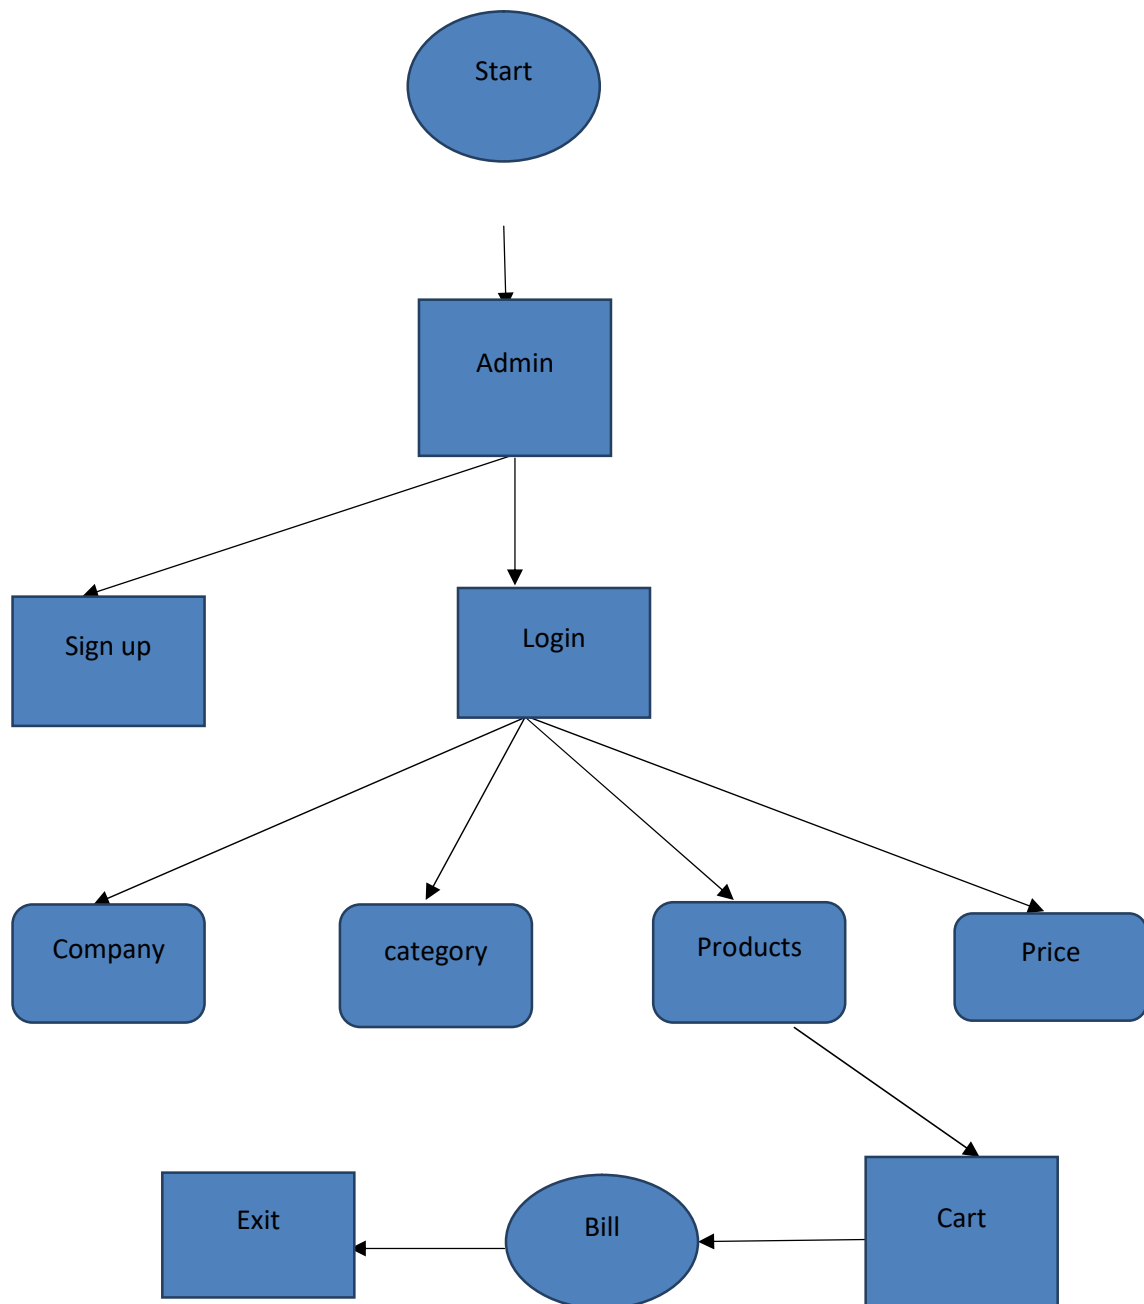 Start
Admin
Sign up
Login
Company
category
Products
Price
Exit
Bill
Cart